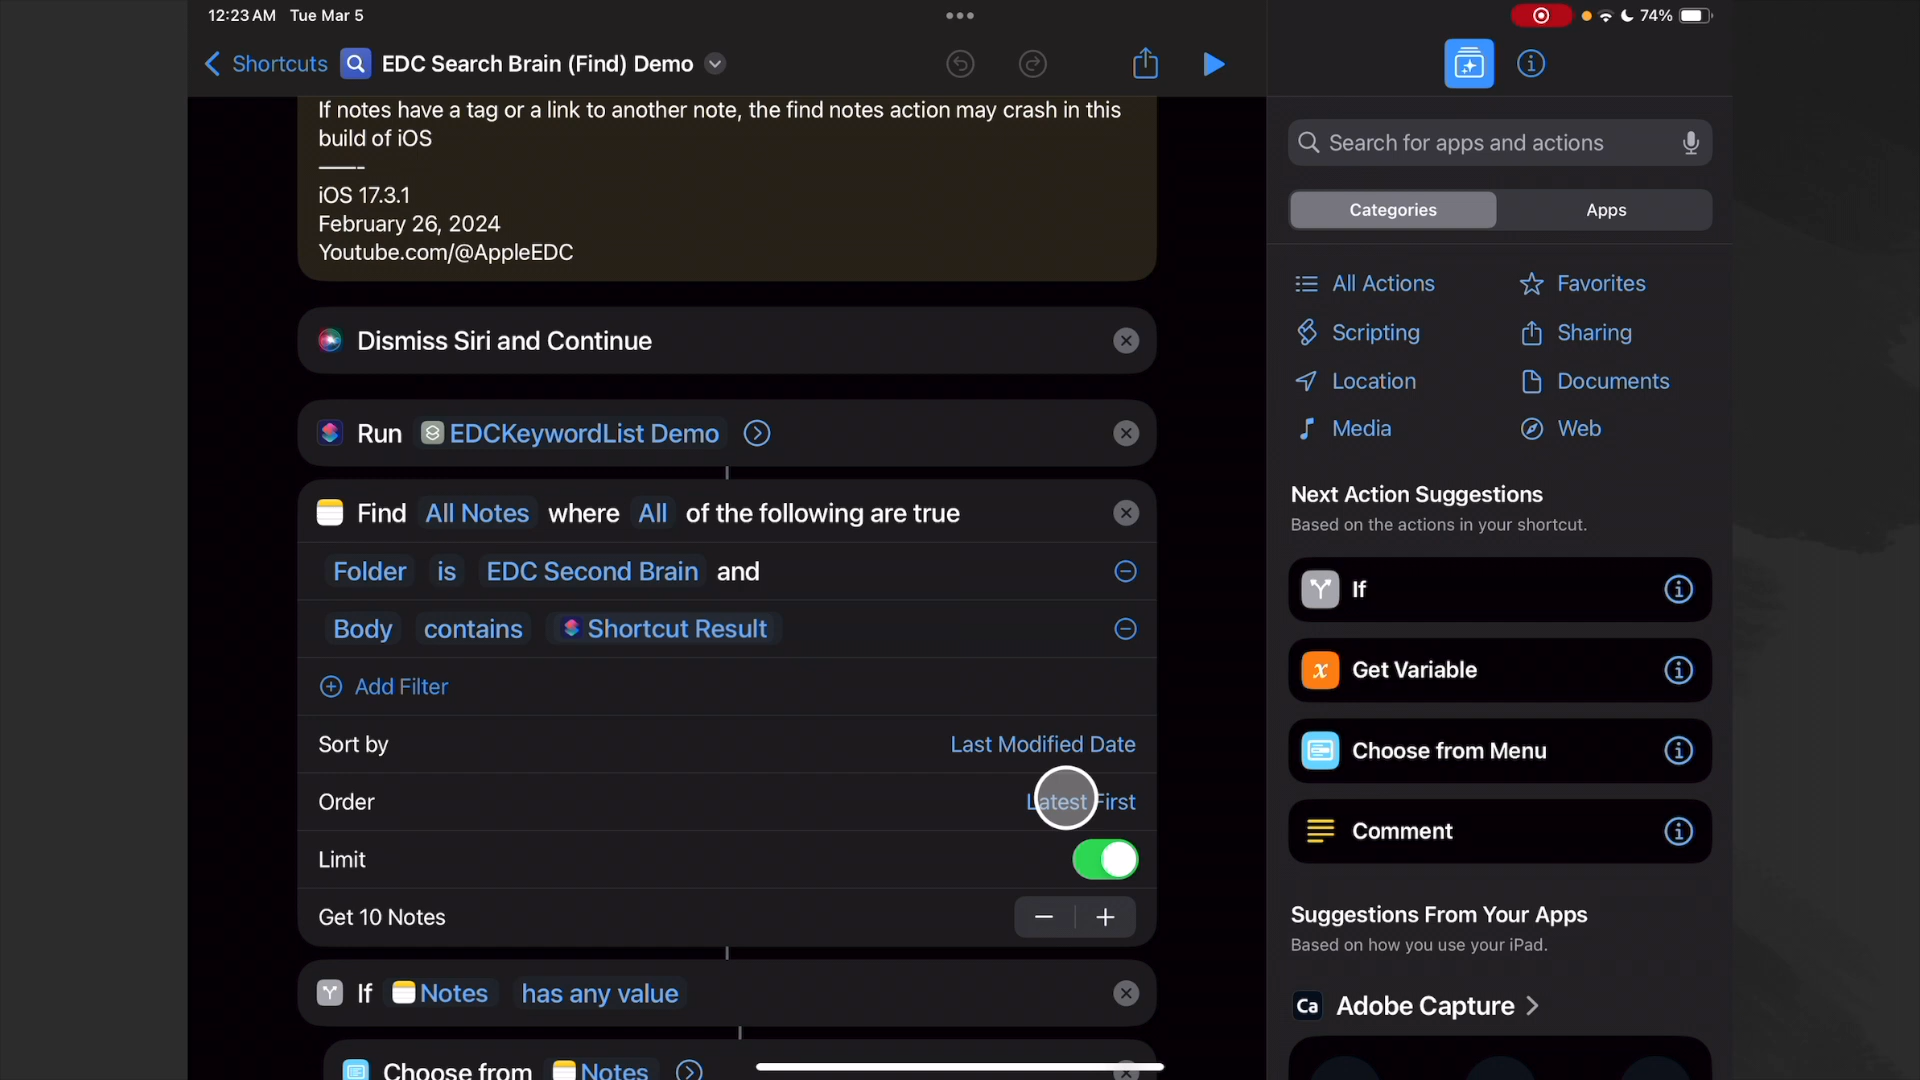 12:23 AM Tue Mar 5
74%
Shortcuts
EDC Search Brain (Find) Demo
If notes have a tag or a link to another note, the find notes action may crash in this
build of iOS
——-
iOS 17.3.1
February 26, 2024
Youtube.com/@AppleEDC
Dismiss Siri and Continue
Run EDCKeywordList Demo
Find All Notes where All of the following are true
Folder is EDC Second Brain and
Body contains Shortcut Result
Add Filter
Sort by Last Modified Date
Order Latest First
Limit
Get 10 Notes
If Notes has any value
Choose from Notes
Search for apps and actions
Categories Apps
All Actions Favorites
Scripting Sharing
Location Documents
Media Web
Next Action Suggestions
Based on the actions in your shortcut.
If
Get Variable
Choose from Menu
Comment
Suggestions From Your Apps
Based on how you use your iPad.
Ca Adobe Capture